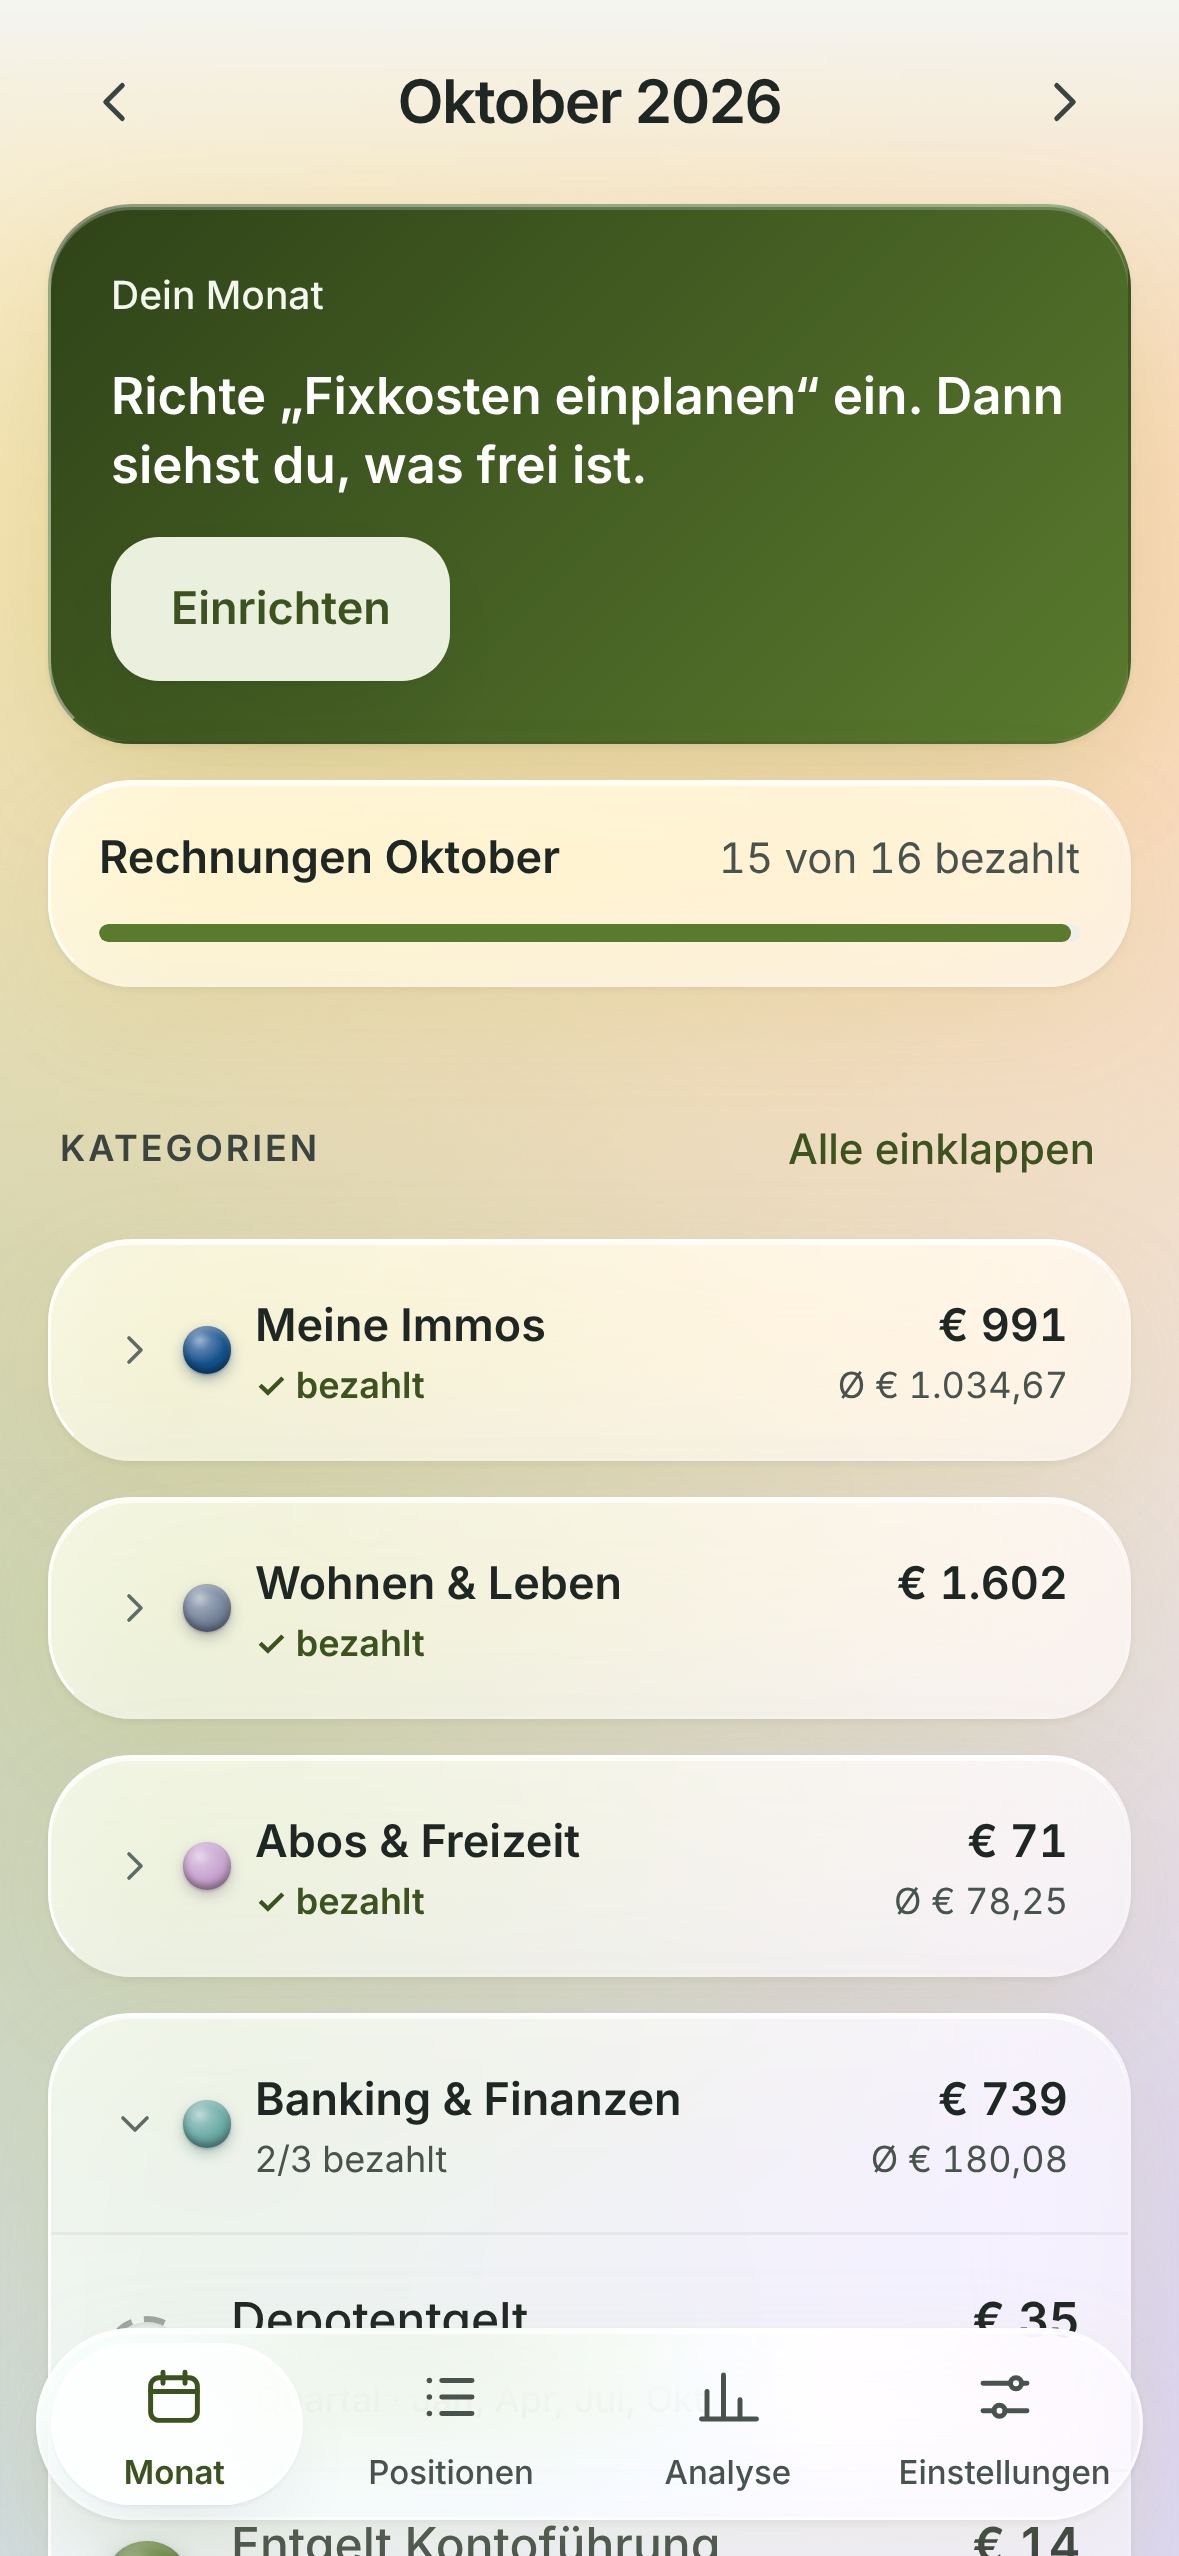 Oktober 2026
Dein Monat
Richte „Fixkosten einplanen“ ein. Dann
siehst du, was frei ist.
Einrichten
Rechnungen Oktober 15 von 16 bezahlt
KATEGORIEN Alle einklappen
Meine Immos € 991
✓ bezahlt Ø € 1.034,67
Wohnen & Leben € 1.602
✓ bezahlt
Abos & Freizeit € 71
✓ bezahlt Ø € 78,25
Banking & Finanzen € 739
2/3 bezahlt Ø € 180,08
Depotentgelt € 35
Apr, Jul, Okt
Monat Positionen Analyse Einstellungen
Entgelt Kontoführung € 14